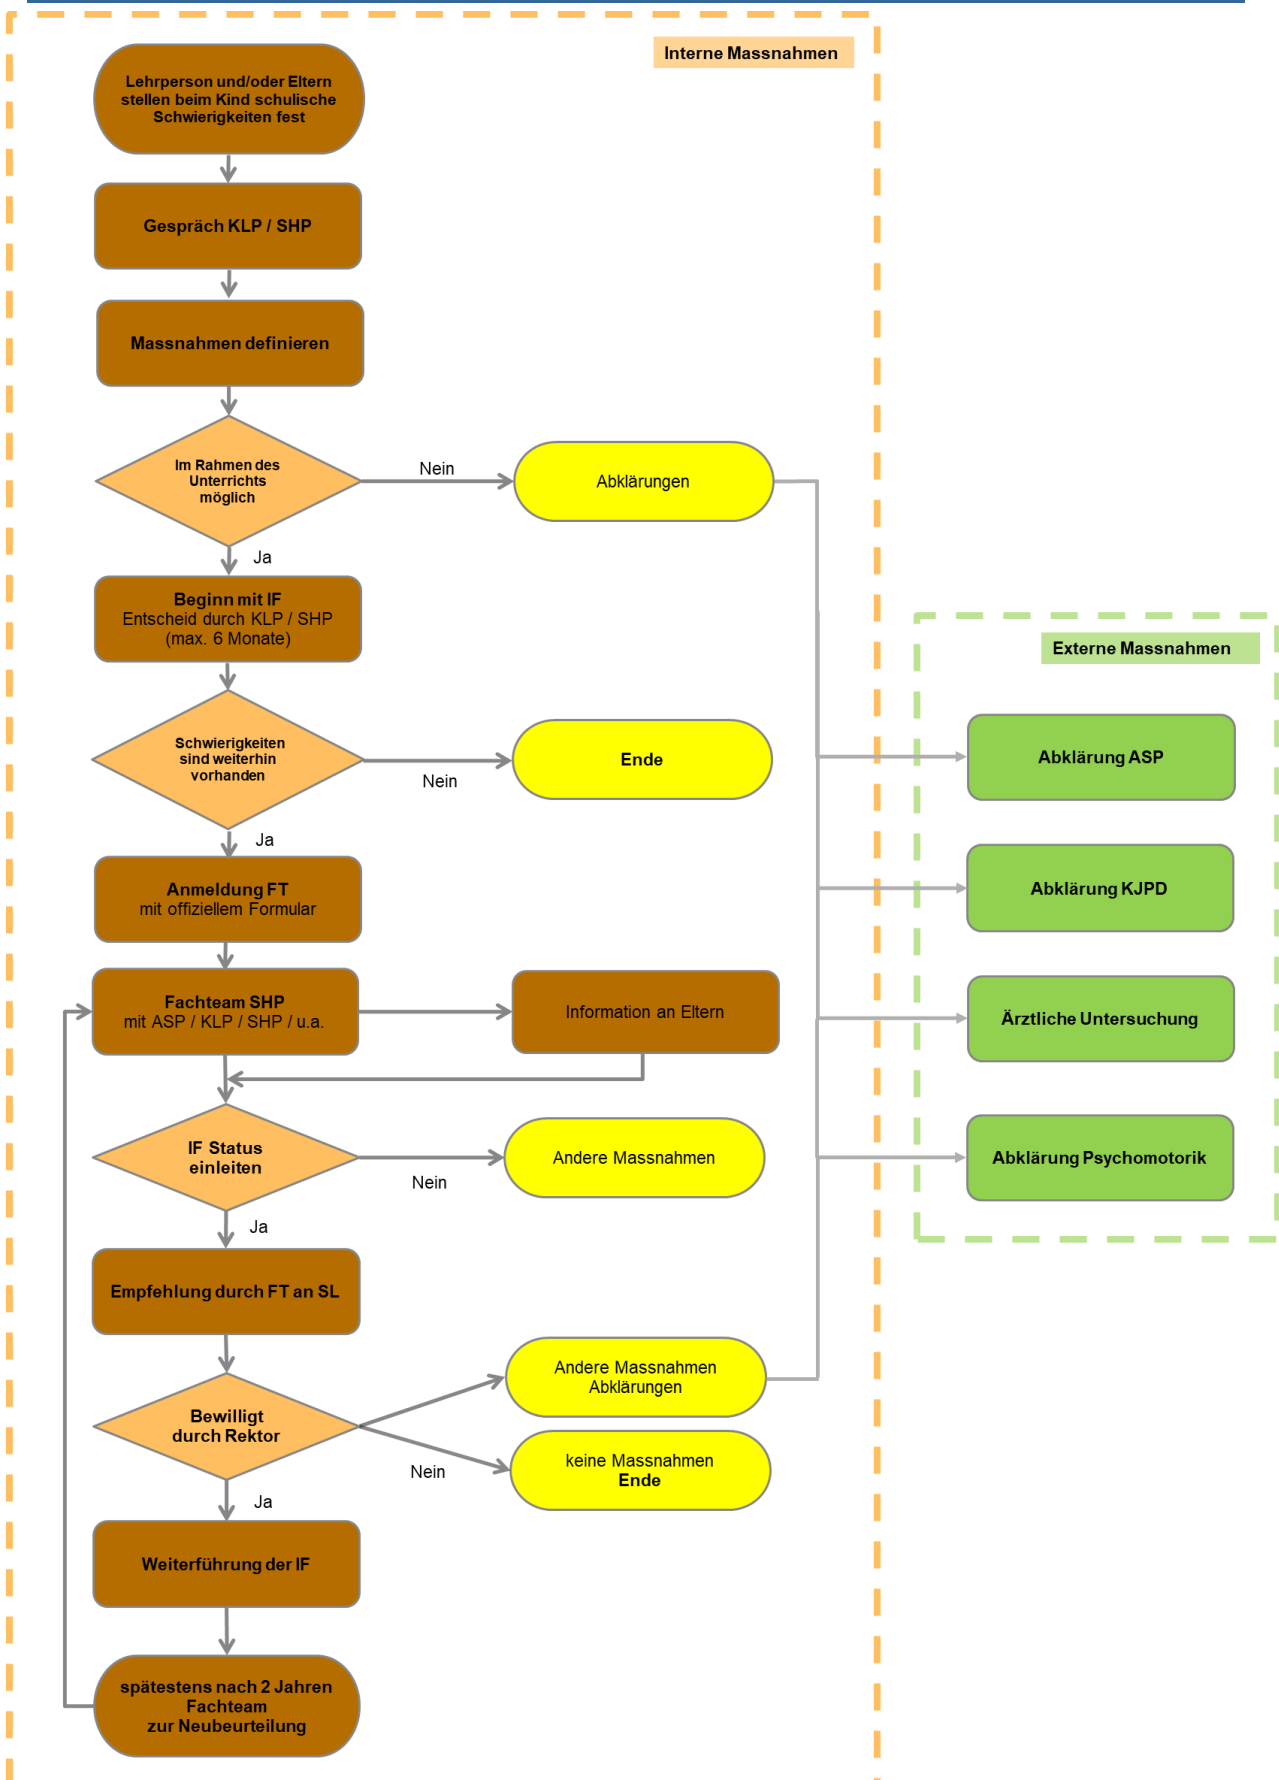 Interne Massnahmen
Lehrperson und/oder Eltern
stellen beim Kind schulische
Schwierigkeiten fest
Gespräch KLP / SHP
Massnahmen definieren
Im Rahmen des
Unterrichts
möglich
Nein
Abklärungen
Ja
Beginn mit IF
Entscheid durch KLP / SHP
(max. 6 Monate)
Externe Massnahmen
Schwierigkeiten
sind weiterhin
vorhanden
Nein
Ende
Abklärung ASP
Ja
Anmeldung FT
mit offiziellem Formular
Abklärung KJPD
Fachteam SHP
mit ASP / KLP / SHP / u.a.
Information an Eltern
Ärztliche Untersuchung
IF Status
einleiten
Nein
Andere Massnahmen
Abklärung Psychomotorik
Ja
Empfehlung durch FT an SL
Andere Massnahmen
Abklärungen
Bewilligt
durch Rektor
Nein
keine Massnahmen
Ende
Ja
Weiterführung der IF
spätestens nach 2 Jahren
Fachteam
zur Neubeurteilung